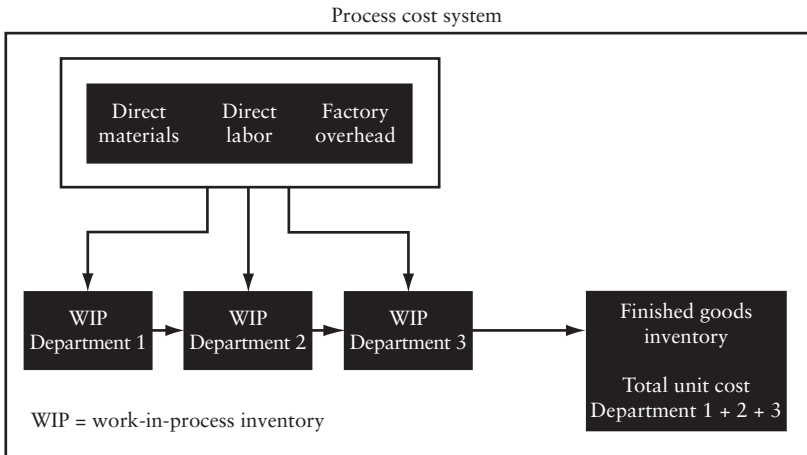 Process cost system
Direct materials
Direct labor
Factory overhead
WIP
Department 1
WIP
Department 2
WIP
Department 3
Finished goods
inventory
Total unit cost
Department 1 + 2 + 3
WIP = work-in-process inventory